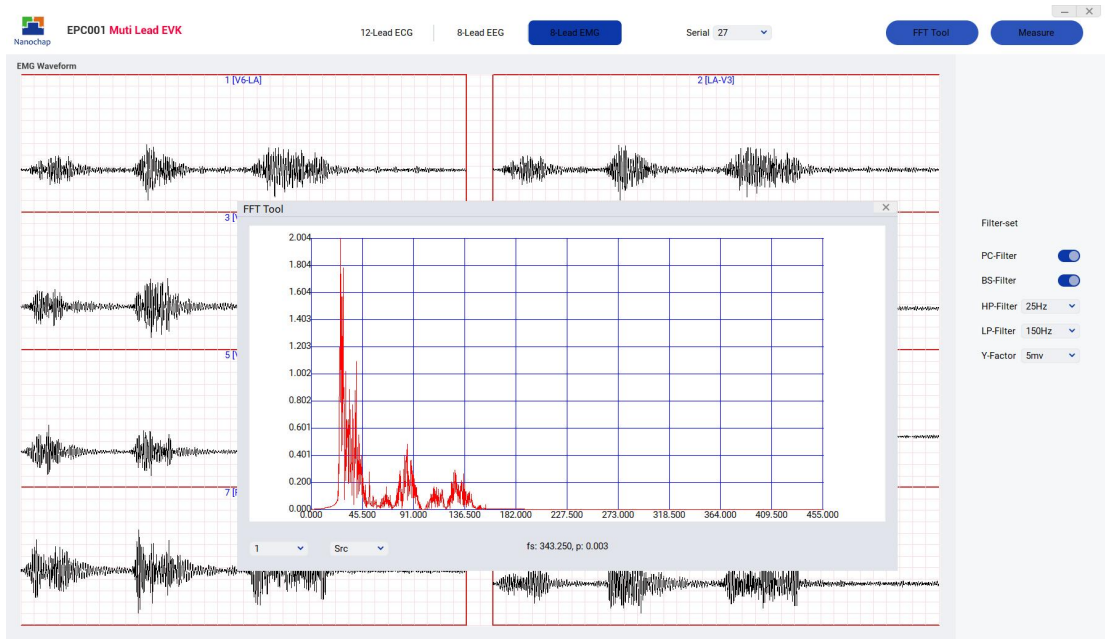 Nanochap
EPC001 Muti Lead EVK
12-Lead ECG
8-Lead EEG
8-Lead EMG
Serial 27
FFT Tool
Measure
EMG Waveform
1 [V6-LA]
2 [LA-V3]
3 [
FFT Tool
2.004
1.804
1.604
1.403
1.203
1.002
0.802
0.601
0.401
0.200
0.000
0.000 45.500 91.000 136.500 182.000 227.500 273.000 318.500 364.000 409.500 455.000
1
Src
fs: 343.250, p: 0.003
5 [
7 [
Filter-set
PC-Filter
BS-Filter
HP-Filter 25Hz
LP-Filter 150Hz
Y-Factor 5mv